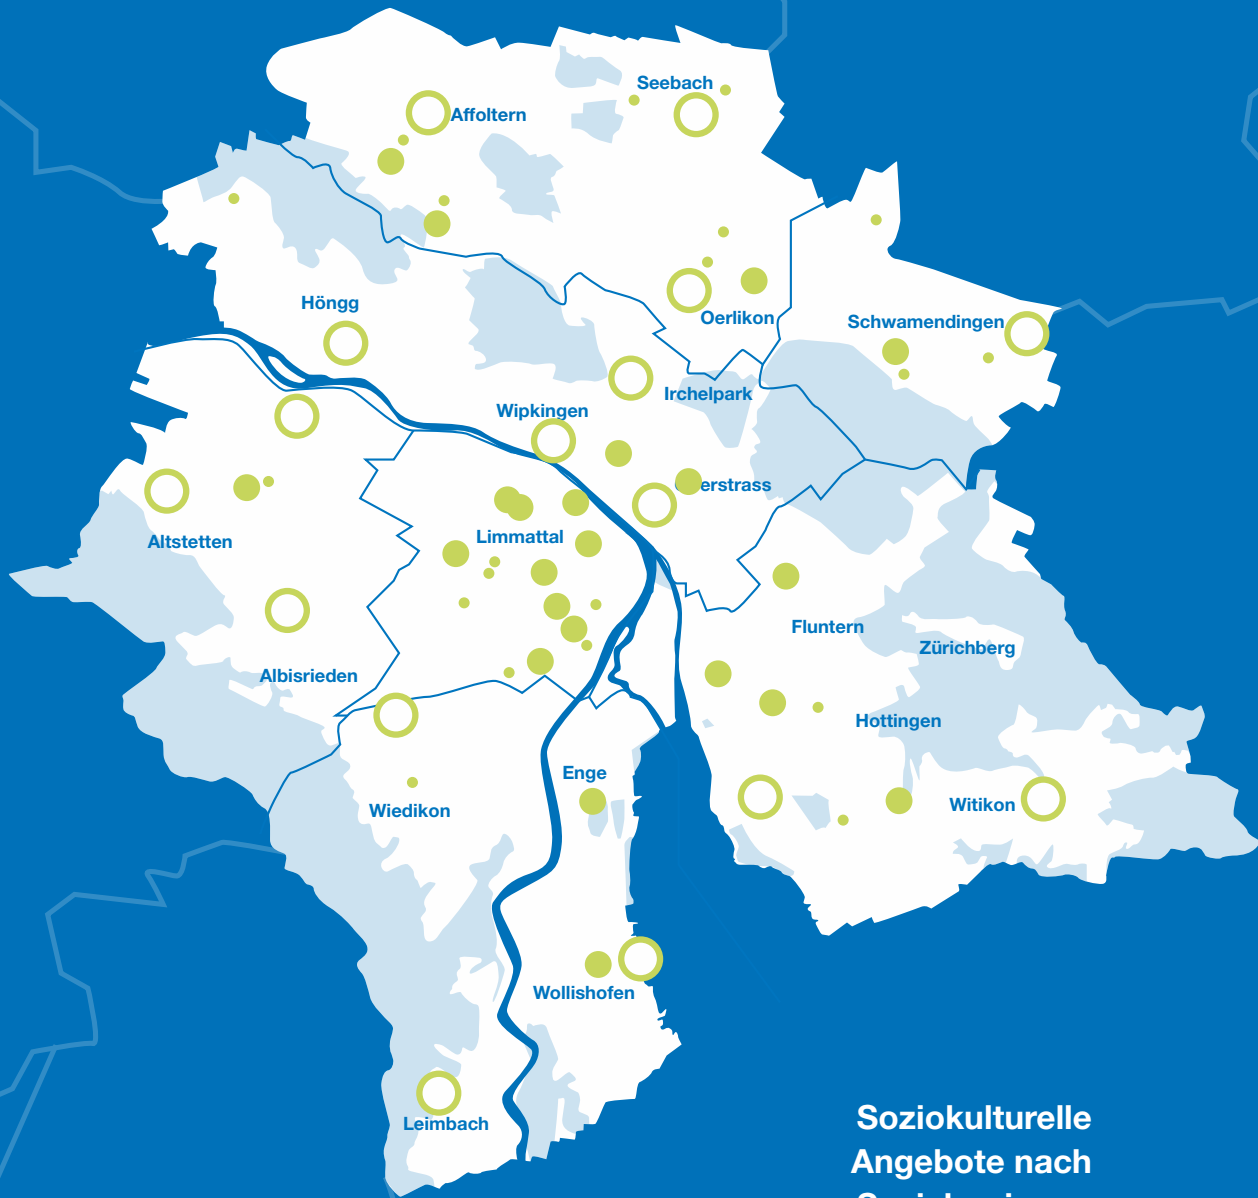 Seebach
Affoltern
Höngg
Oerlikon
Schwamendingen
Irchelpark
Wipkingen
erstrass
Limmattal
Altstetten
Fluntern
Zürichberg
Albisrieden
Hottingen
Enge
Wiedikon
Witikon
Wollishofen
Leimbach
Soziokulturelle
Angebote nach